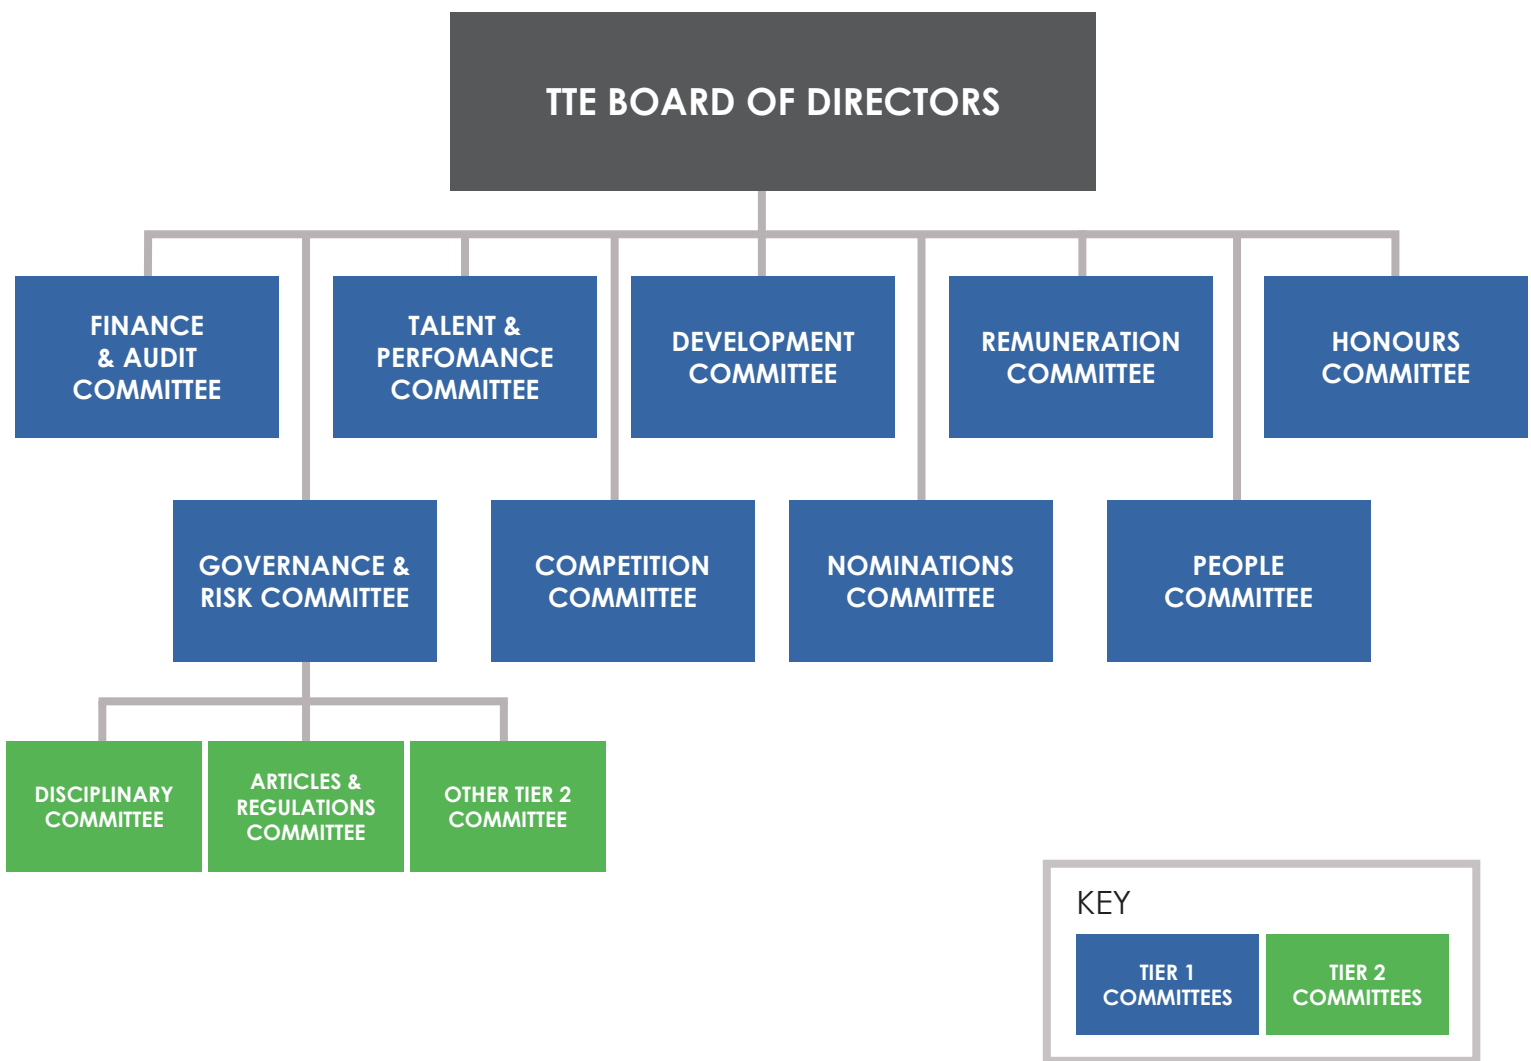 TTE BOARD OF DIRECTORS
FINANCE
& AUDIT
COMMITTEE
TALENT &
PERFOMANCE
COMMITTEE
DEVELOPMENT
COMMITTEE
REMUNERATION
COMMITTEE
HONOURS
COMMITTEE
GOVERNANCE &
RISK COMMITTEE
COMPETITION
COMMITTEE
NOMINATIONS
COMMITTEE
PEOPLE
COMMITTEE
DISCIPLINARY
COMMITTEE
ARTICLES &
REGULATIONS
COMMITTEE
OTHER TIER 2
COMMITTEE
KEY
TIER 1
COMMITTEES
TIER 2
COMMITTEES